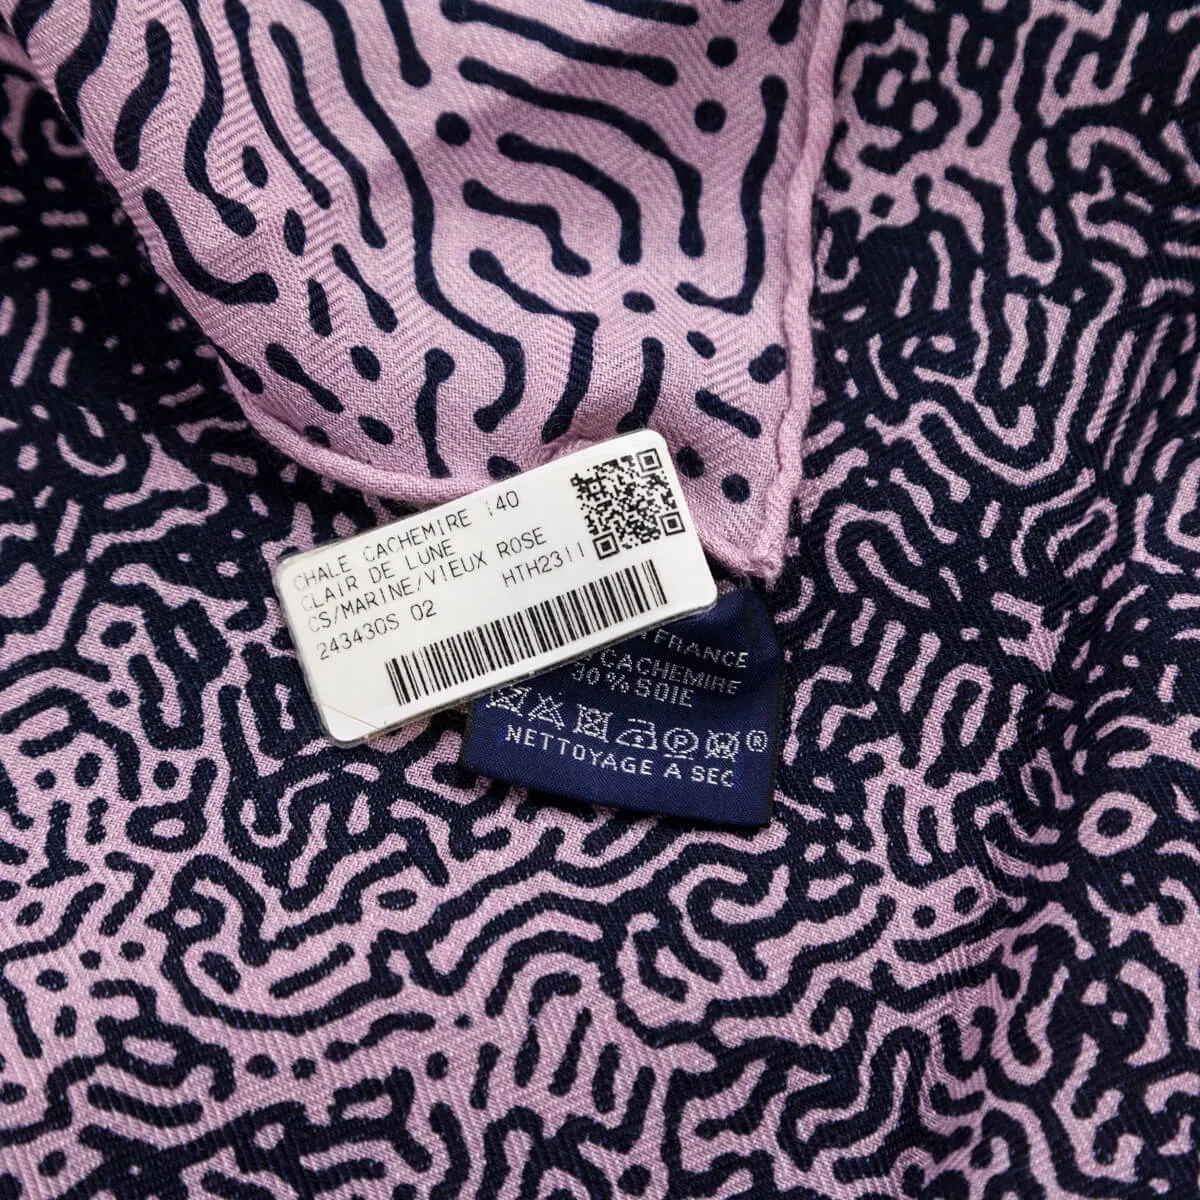 CHALE CACHEMIRE 140
CLAIR DE LUNE
CS/MARINE/VIEUX ROSE
243430S 02 HTH2311
FRANCE
CACHEMIRE
30% SOIE
®
NETTOYAGE A SEC